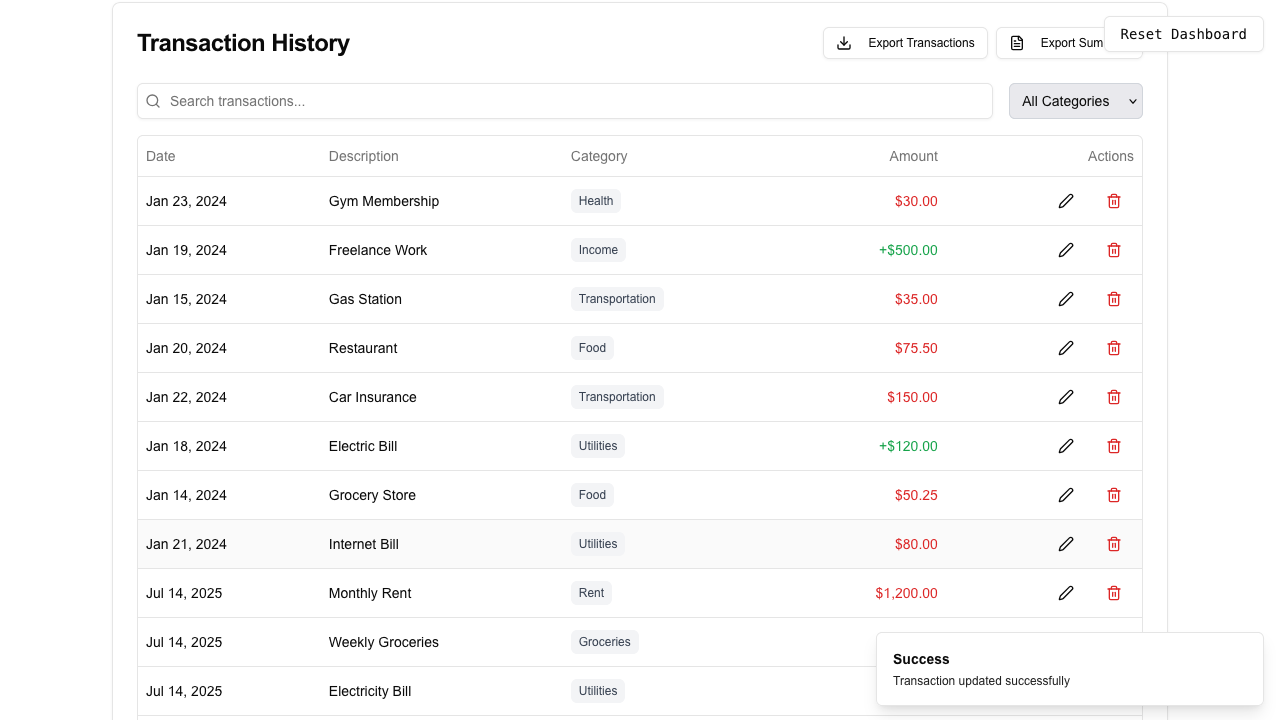 Transaction History
Export Transactions
Export Sum
Reset Dashboard
Search transactions...
All Categories
Date Description Category Amount Actions
Jan 23, 2024 Gym Membership Health $30.00
Jan 19, 2024 Freelance Work Income +$500.00
Jan 15, 2024 Gas Station Transportation $35.00
Jan 20, 2024 Restaurant Food $75.50
Jan 22, 2024 Car Insurance Transportation $150.00
Jan 18, 2024 Electric Bill Utilities +$120.00
Jan 14, 2024 Grocery Store Food $50.25
Jan 21, 2024 Internet Bill Utilities $80.00
Jul 14, 2025 Monthly Rent Rent $1,200.00
Jul 14, 2025 Weekly Groceries Groceries
Jul 14, 2025 Electricity Bill Utilities
Success
Transaction updated successfully